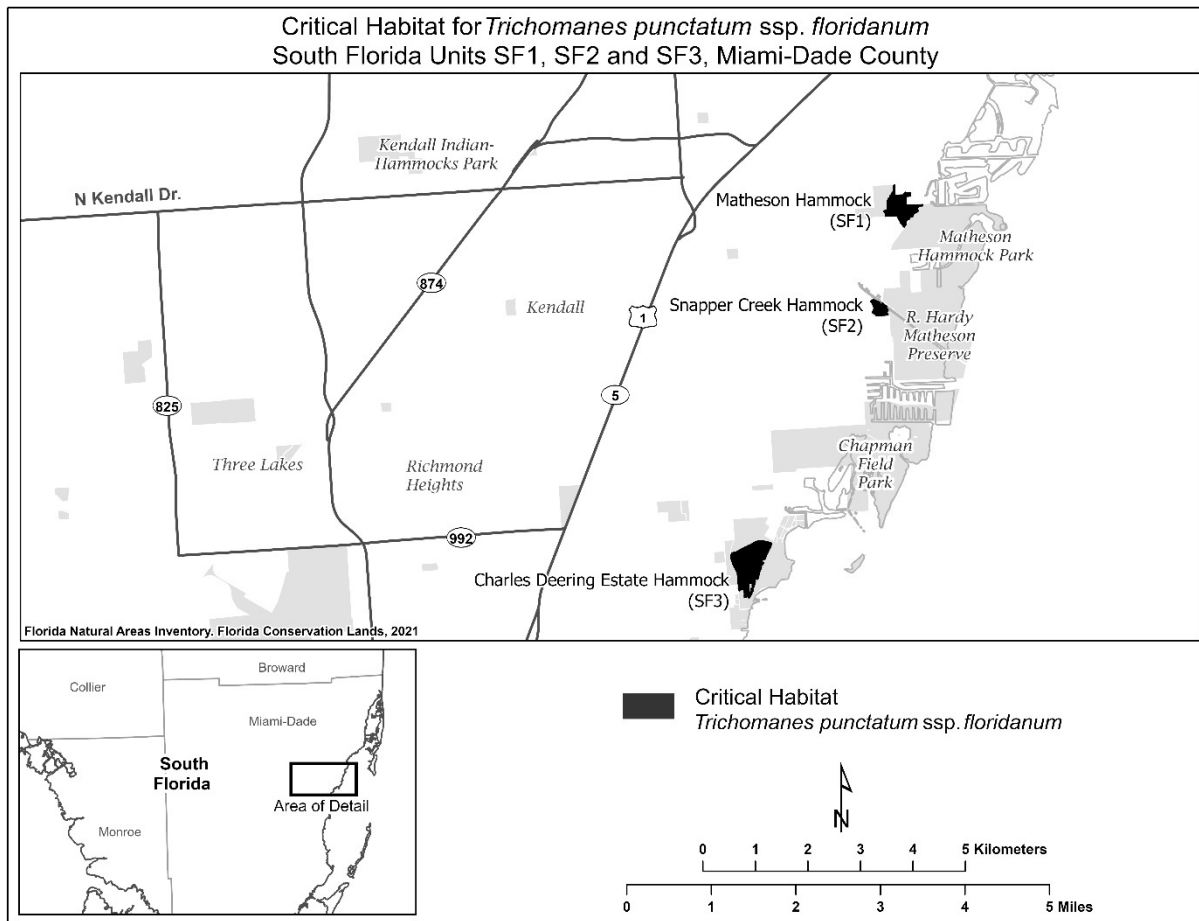 Critical Habitat for Trichomanes punctatum ssp. floridanum
South Florida Units SF1, SF2 and SF3, Miami-Dade County
Kendall Indian-
Hammocks Park
N Kendall Dr.
Matheson Hammock
(SF1)
Matheson
Hammock Park
874
Snapper Creek Hammock
(SF2)
Kendall
1
R. Hardy
Matheson
Preserve
825
5
Three Lakes
Richmond
Heights
Chapman
Field
Park
992
Charles Deering Estate Hammock
(SF3)
Florida Natural Areas Inventory. Florida Conservation Lands, 2021
Broward
Collier
Miami-Dade
South
Florida
Area of Detail
Monroe
Critical Habitat
Trichomanes punctatum ssp. floridanum
N
0 1 2 3 4 5 Kilometers
0 1 2 3 4 5 Miles